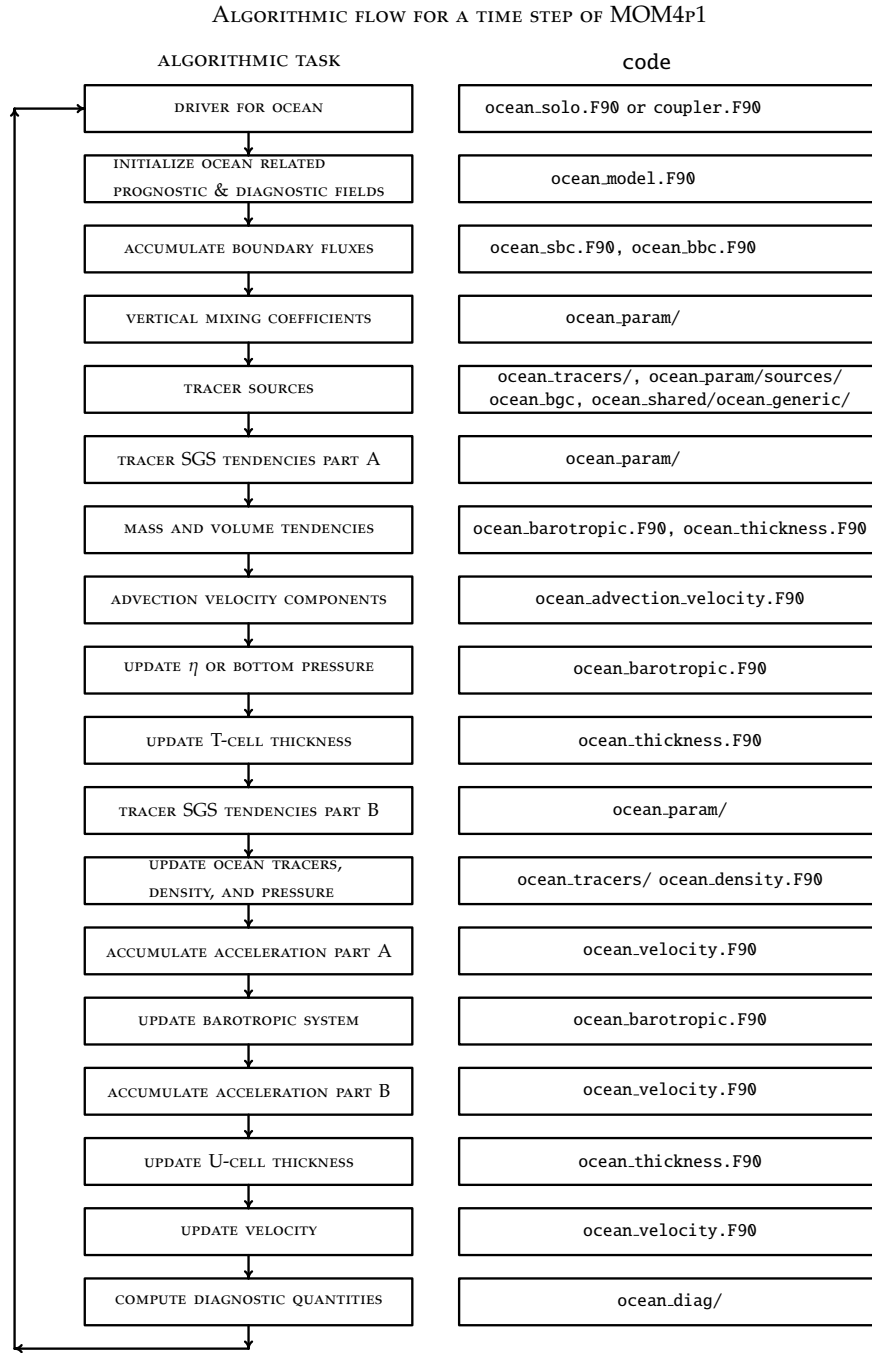 Algorithmic flow for a time step of MOM4p1
algorithmic task code
driver for ocean ocean_solo.F90 or coupler.F90
initialize ocean related
prognostic & diagnostic fields ocean_model.F90
accumulate boundary fluxes ocean_sbc.F90, ocean_bbc.F90
vertical mixing coefficients ocean_param/
tracer sources
ocean_tracers/, ocean_param/sources/
ocean_bgc, ocean_shared/ocean_generic/
tracer SGS tendencies part A ocean_param/
mass and volume tendencies ocean_barotropic.F90, ocean_thickness.F90
advection velocity components ocean_advection_velocity.F90
update η or bottom pressure ocean_barotropic.F90
update T-cell thickness ocean_thickness.F90
tracer SGS tendencies part B ocean_param/
update ocean tracers,
density, and pressure ocean_tracers/ ocean_density.F90
accumulate acceleration part A ocean_velocity.F90
update barotropic system ocean_barotropic.F90
accumulate acceleration part B ocean_velocity.F90
update U-cell thickness ocean_thickness.F90
update velocity ocean_velocity.F90
compute diagnostic quantities ocean_diag/